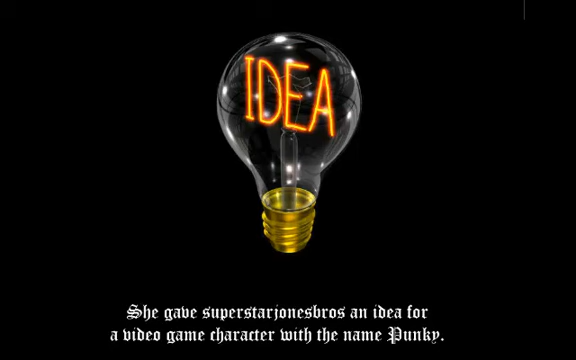 IDEA
She gave superstarjonesbros an idea for
a video game character with the name Punky.